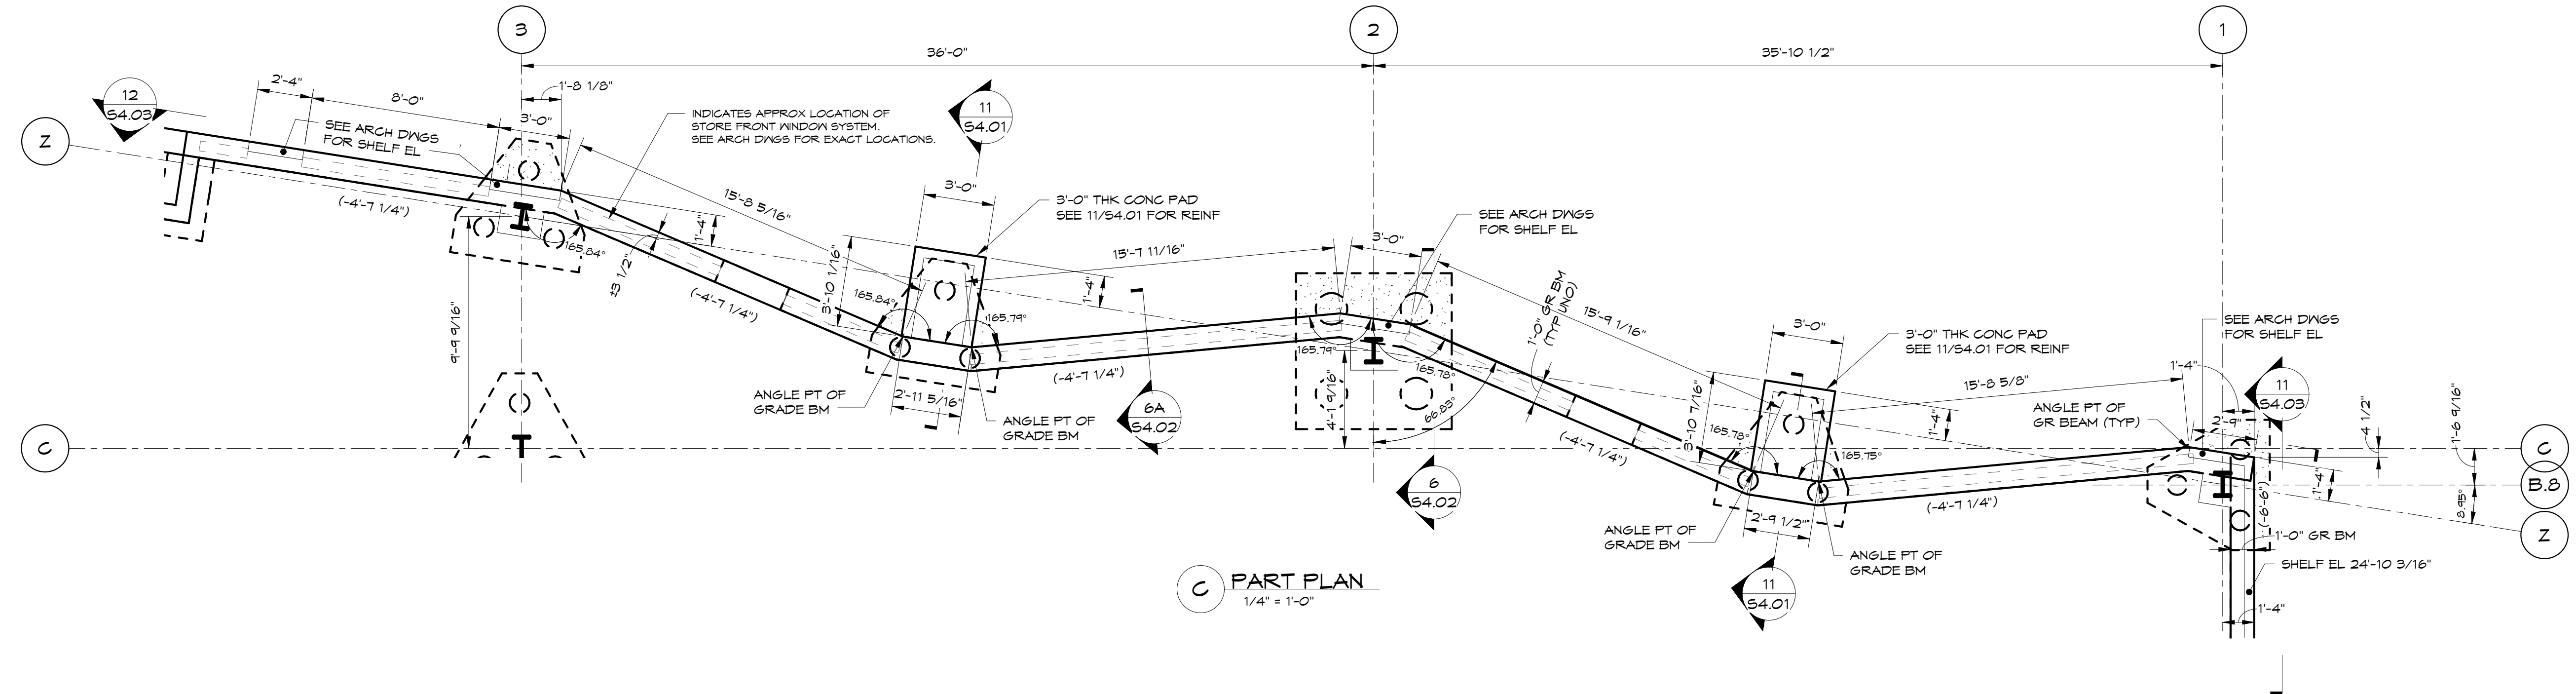 3
2
1
36'-0"
35'-10 1/2"
12
S4.03
2'-4"
8'-0"
1'-8 1/8"
3'-0"
Z
SEE ARCH DWGS
FOR SHELF EL
INDICATES APPROX LOCATION OF
STORE FRONT WINDOW SYSTEM.
SEE ARCH DWGS FOR EXACT LOCATIONS.
11
S4.01
(-4'-7 1/4")
15'-8 5/16"
3'-0"
3'-0" THK CONC PAD
SEE 11/S4.01 FOR REINF
1'-4"
165.84°
±3 1/2"
(-4'-7 1/4")
9'-9 9/16"
3'-10 1/16"
165.84°
165.79°
1'-4"
15'-7 11/16"
3'-0"
SEE ARCH DWGS
FOR SHELF EL
(-4'-7 1/4")
165.79°
165.78°
4'-1 9/16"
66.83°
1'-0" GR BM
(TYP UNO)
15'-9 1/16"
(-4'-7 1/4")
ANGLE PT OF
GRADE BM
2'-11 5/16"
ANGLE PT OF
GRADE BM
6A
S4.02
6
S4.02
3'-0"
3'-0" THK CONC PAD
SEE 11/S4.01 FOR REINF
3'-10 7/16"
165.78°
165.75°
1'-4"
15'-8 5/8"
(-4'-7 1/4")
SEE ARCH DWGS
FOR SHELF EL
1'-4"
11
S4.03
ANGLE PT OF
GR BEAM (TYP)
2'-9"
4 1/2"
1'-6 9/16"
1'-4"
(-6'-6")
8.95°
C
C
B.8
Z
ANGLE PT OF
GRADE BM
2'-9 1/2"
ANGLE PT OF
GRADE BM
11
S4.01
1'-0" GR BM
SHELF EL 24'-10 3/16"
1'-4"
C
PART PLAN
1/4" = 1'-0"